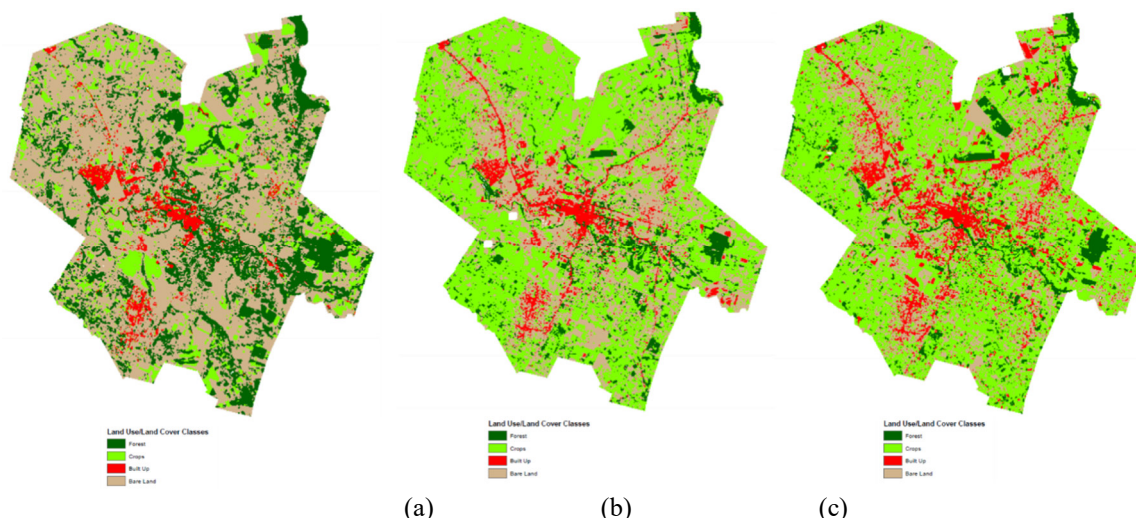 Land Use/Land Cover Classes
Forest
Crops
Built Up
Bare Land
Land Use/Land Cover Classes
Forest
Crops
Built Up
Bare Land
Land Use/Land Cover Classes
Forest
Crops
Built Up
Bare Land
(a) (b) (c)